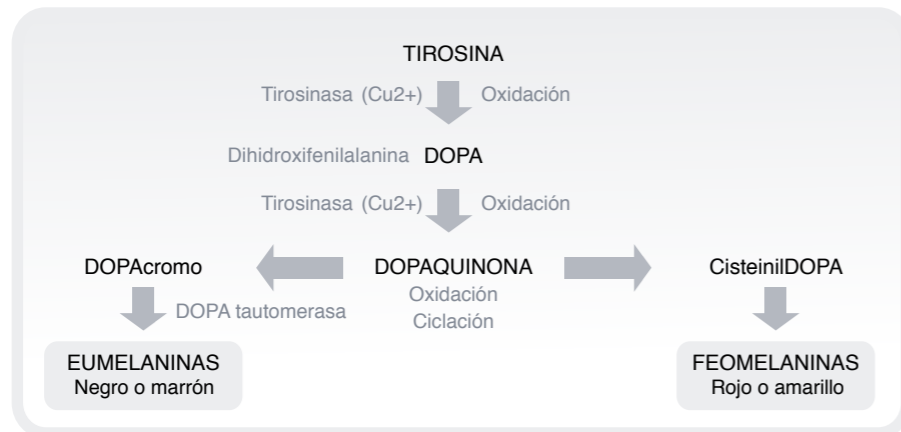 TIROSINA
Tirosinasa (Cu2+) Oxidación
Dihidroxifenilalanina DOPA
Tirosinasa (Cu2+) Oxidación
DOPAcromo DOPAQUINONA CisteinilDOPA
Oxidación
DOPA tautomerasa Ciclación
EUMELANINAS FEOMELANINAS
Negro o marrón Rojo o amarillo